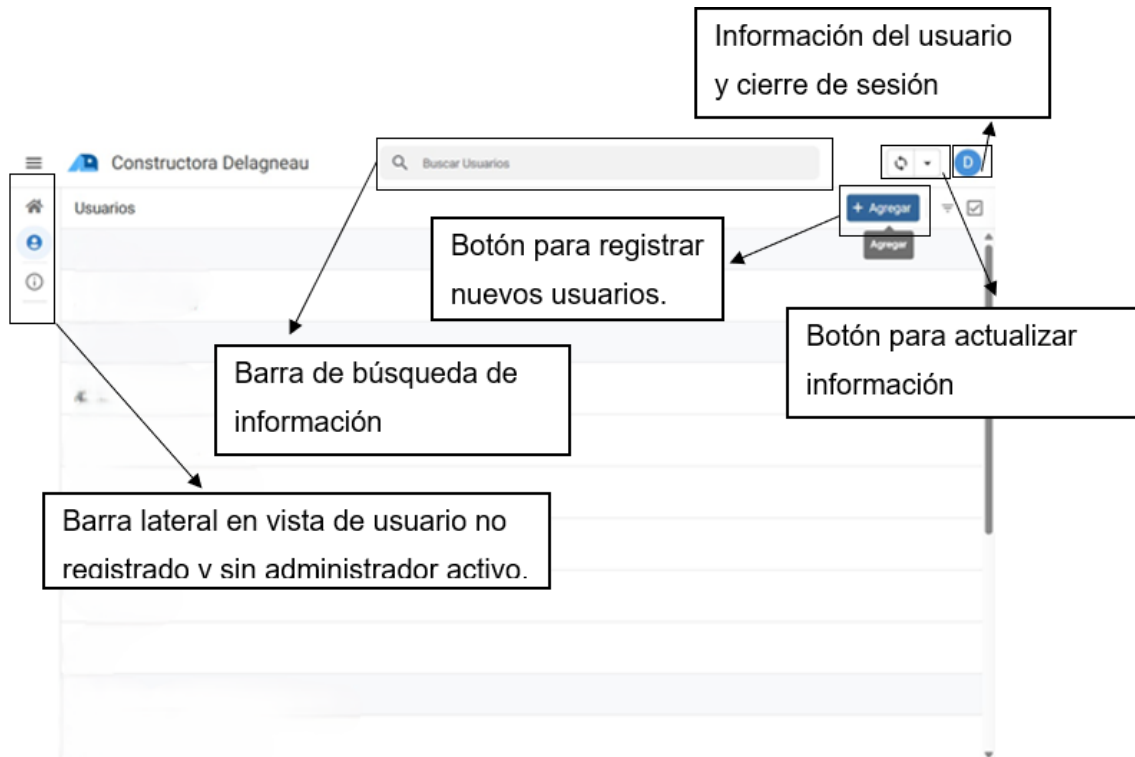 Información del usuario
y cierre de sesión
Constructora Delagneau
Buscar Usuarios
D
Usuarios
+ Agregar
Agregar
Botón para registrar
nuevos usuarios.
Botón para actualizar
información
Barra de búsqueda de
información
Barra lateral en vista de usuario no
registrado y sin administrador activo.